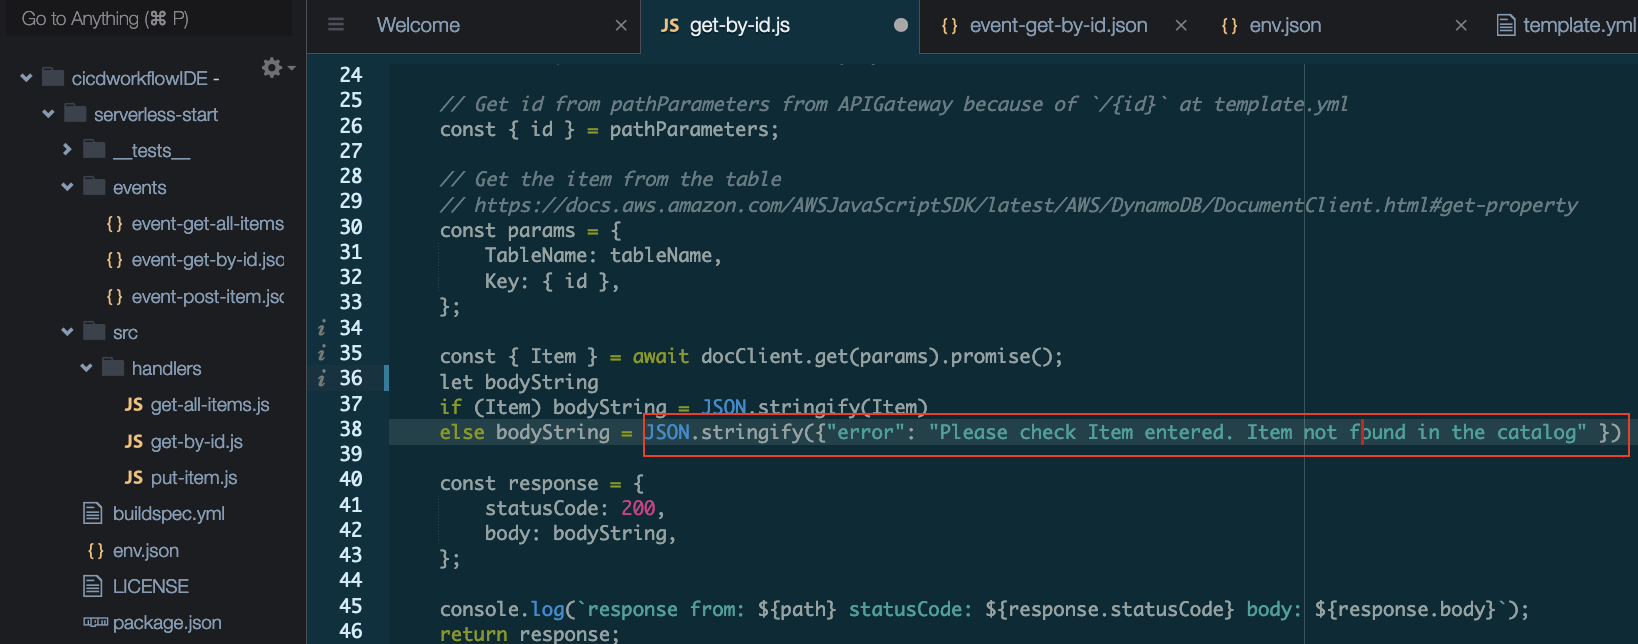 Go to Anything (⌘ P)
Welcome
JS get-by-id.js
{} event-get-by-id.json
{} env.json
template.yml
cicdworkflowIDE -
serverless-start
__tests__
events
{} event-get-all-items
{} event-get-by-id.jso
{} event-post-item.jsc
src
handlers
JS get-all-items.js
JS get-by-id.js
JS put-item.js
buildspec.yml
{} env.json
LICENSE
package.json
24
25 // Get id from pathParameters from APIGateway because of `/{id}` at template.yml
26 const { id } = pathParameters;
27
28 // Get the item from the table
29 // https://docs.aws.amazon.com/AWSJavaScriptSDK/latest/AWS/DynamoDB/DocumentClient.html#get-property
30 const params = {
31 TableName: tableName,
32 Key: { id },
33 };
i 34
i 35 const { Item } = await docClient.get(params).promise();
i 36 let bodyString
37 if (Item) bodyString = JSON.stringify(Item)
38 else bodyString = JSON.stringify({"error": "Please check Item entered. Item not found in the catalog" })
39
40 const response = {
41 statusCode: 200,
42 body: bodyString,
43 };
44
45 console.log(`response from: ${path} statusCode: ${response.statusCode} body: ${response.body}`);
46 return response;